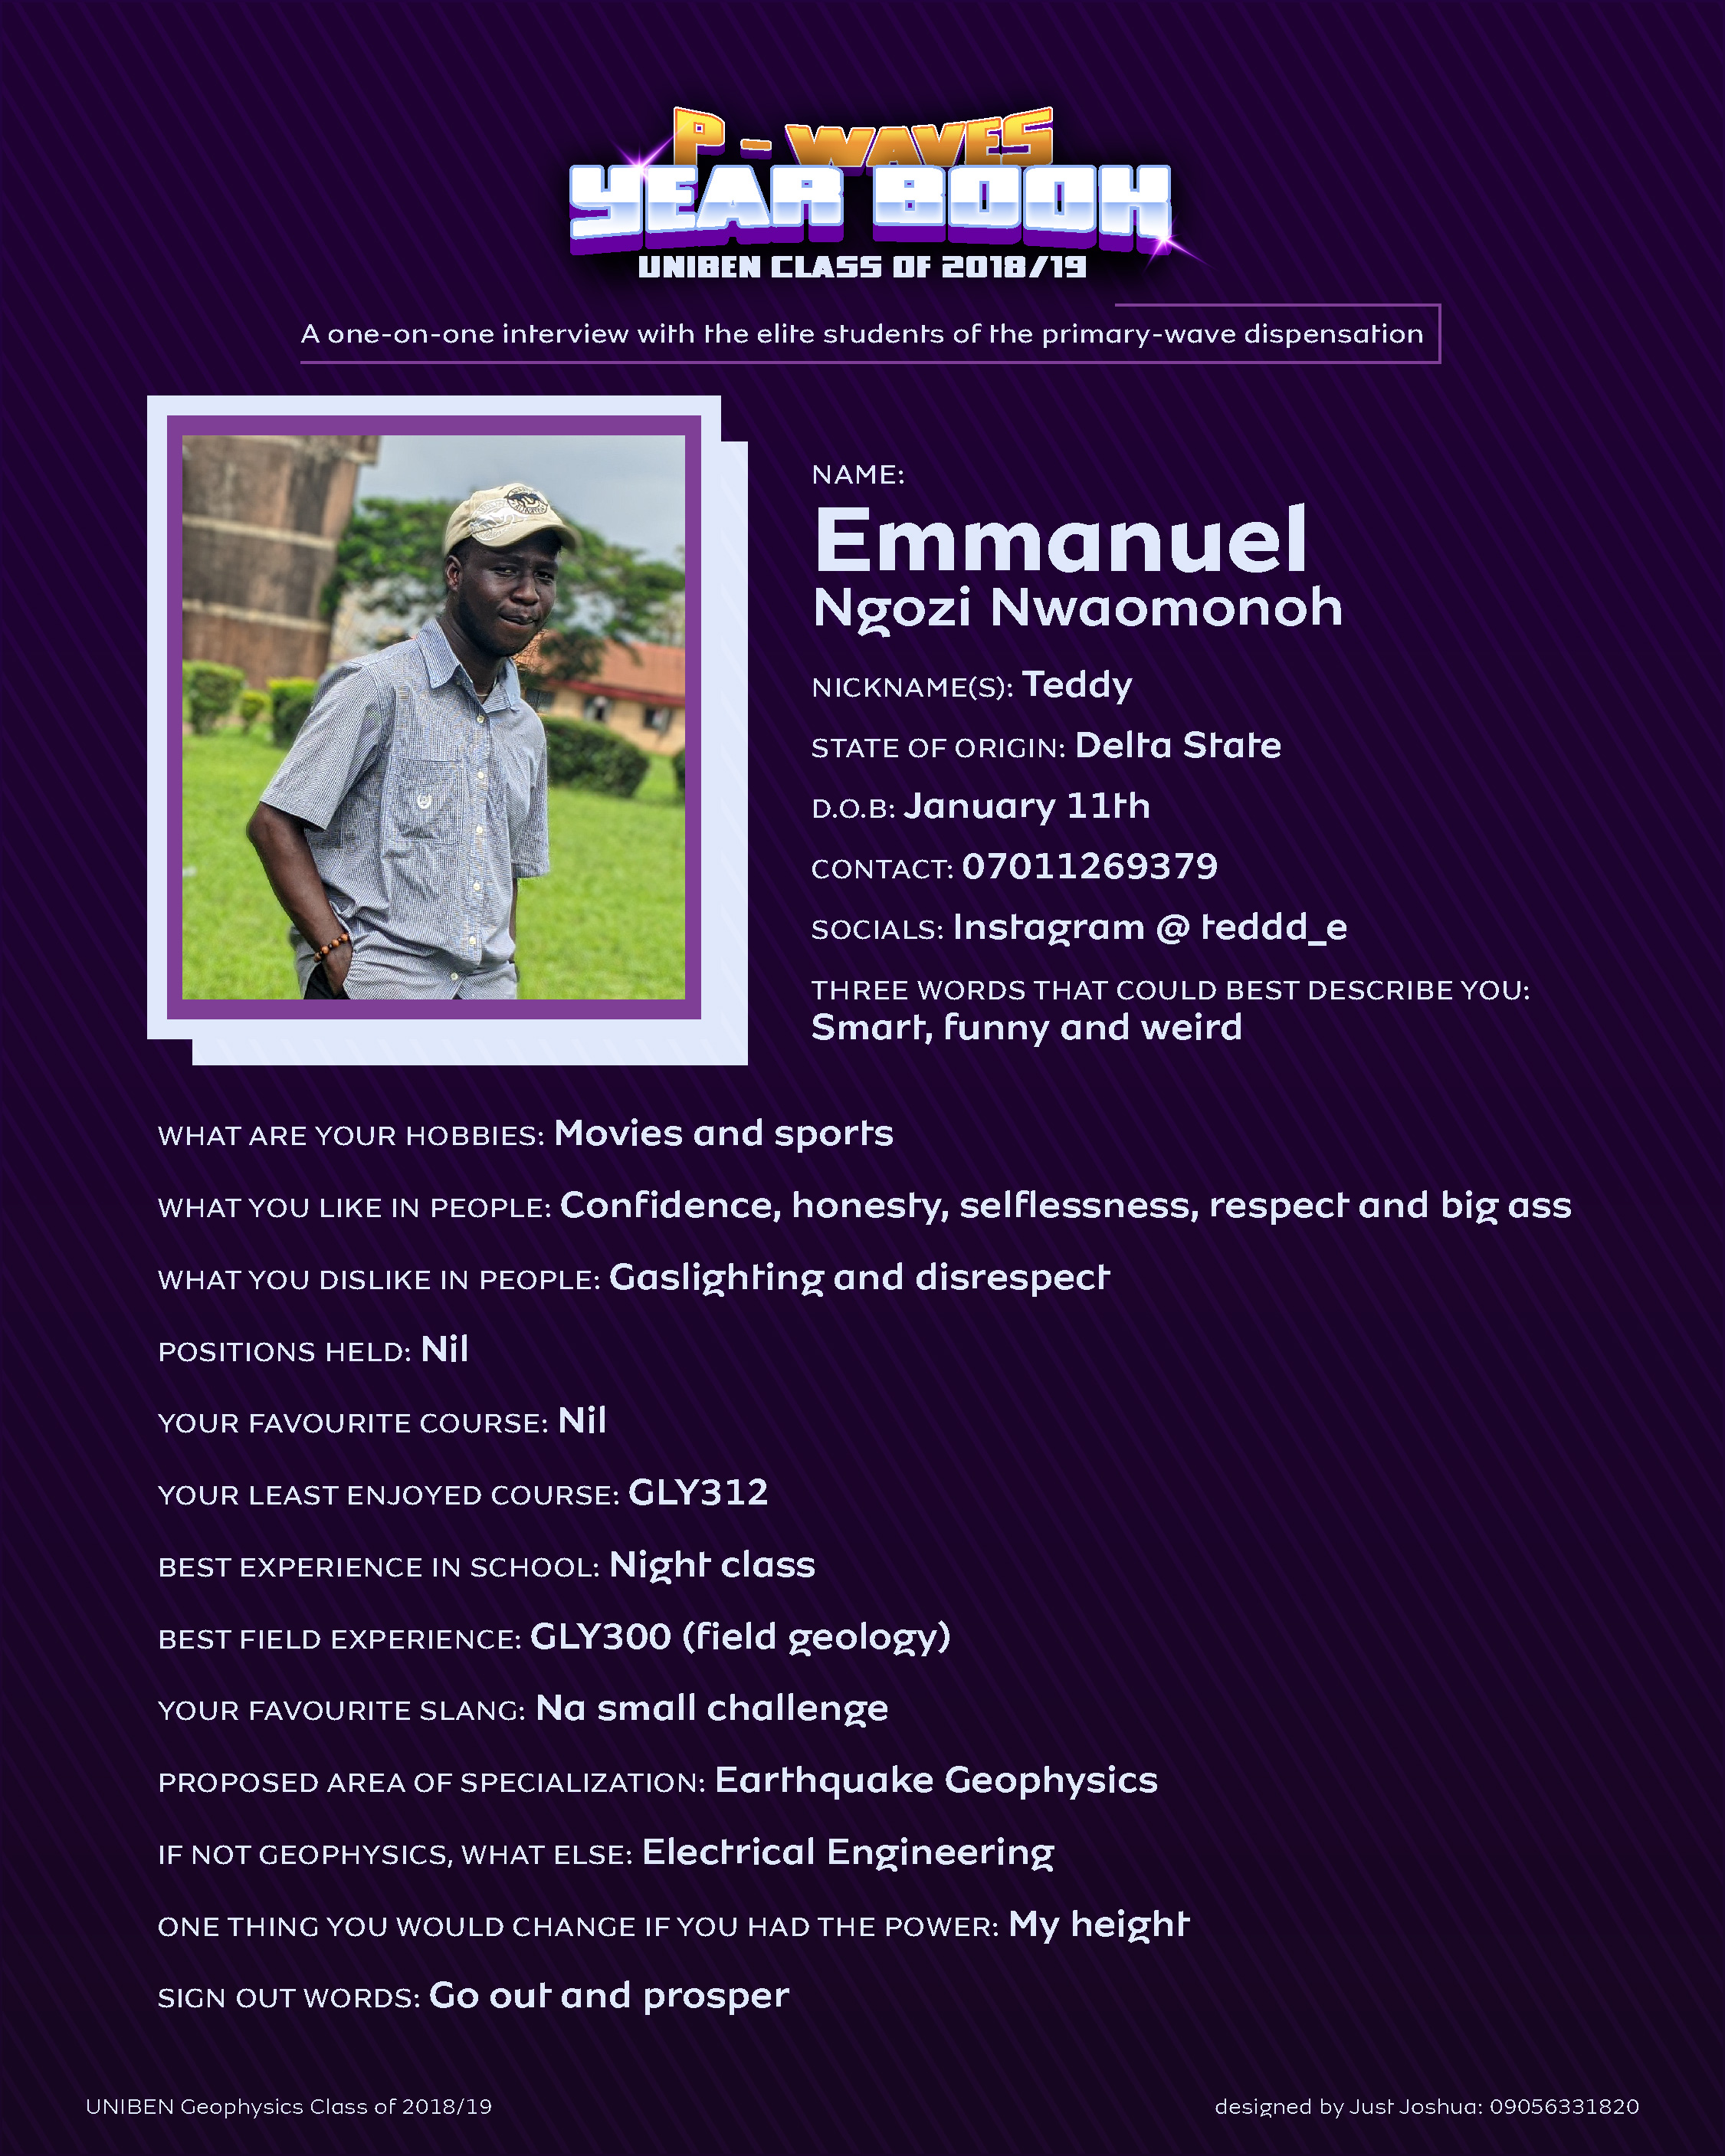 P - WAVES
YEAR BOOK
UNIBEN CLASS OF 2018/19
A one-on-one interview with the elite students of the primary-wave dispensation
NAME:
Emmanuel
Ngozi Nwaomonoh
NICKNAME(S): Teddy
STATE OF ORIGIN: Delta State
D.O.B: January 11th
CONTACT: 07011269379
SOCIALS: Instagram @ teddd_e
THREE WORDS THAT COULD BEST DESCRIBE YOU:
Smart, funny and weird
WHAT ARE YOUR HOBBIES: Movies and sports
WHAT YOU LIKE IN PEOPLE: Confidence, honesty, selflessness, respect and big ass
WHAT YOU DISLIKE IN PEOPLE: Gaslighting and disrespect
POSITIONS HELD: Nil
YOUR FAVOURITE COURSE: Nil
YOUR LEAST ENJOYED COURSE: GLY312
BEST EXPERIENCE IN SCHOOL: Night class
BEST FIELD EXPERIENCE: GLY300 (field geology)
YOUR FAVOURITE SLANG: Na small challenge
PROPOSED AREA OF SPECIALIZATION: Earthquake Geophysics
IF NOT GEOPHYSICS, WHAT ELSE: Electrical Engineering
ONE THING YOU WOULD CHANGE IF YOU HAD THE POWER: My height
SIGN OUT WORDS: Go out and prosper
UNIBEN Geophysics Class of 2018/19
designed by Just Joshua: 09056331820